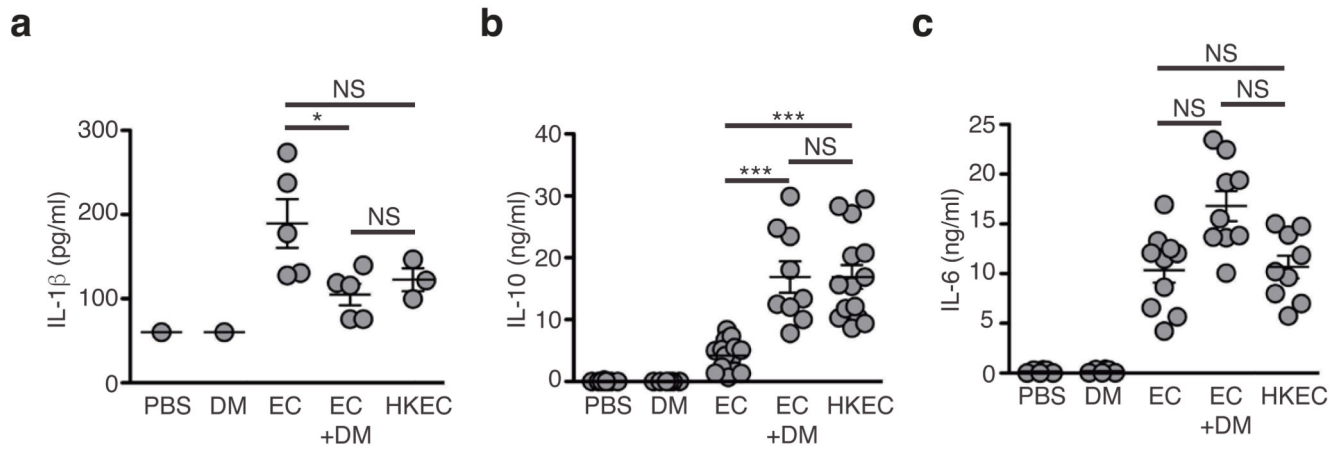 a
NS
*
NS
300
200
100
0
IL-1β (pg/ml)
PBS DM EC EC +DM HKEC
b
***
NS
***
40
30
20
10
0
IL-10 (ng/ml)
PBS DM EC EC +DM HKEC
c
NS
NS
NS
25
20
15
10
5
0
IL-6 (ng/ml)
PBS DM EC EC +DM HKEC